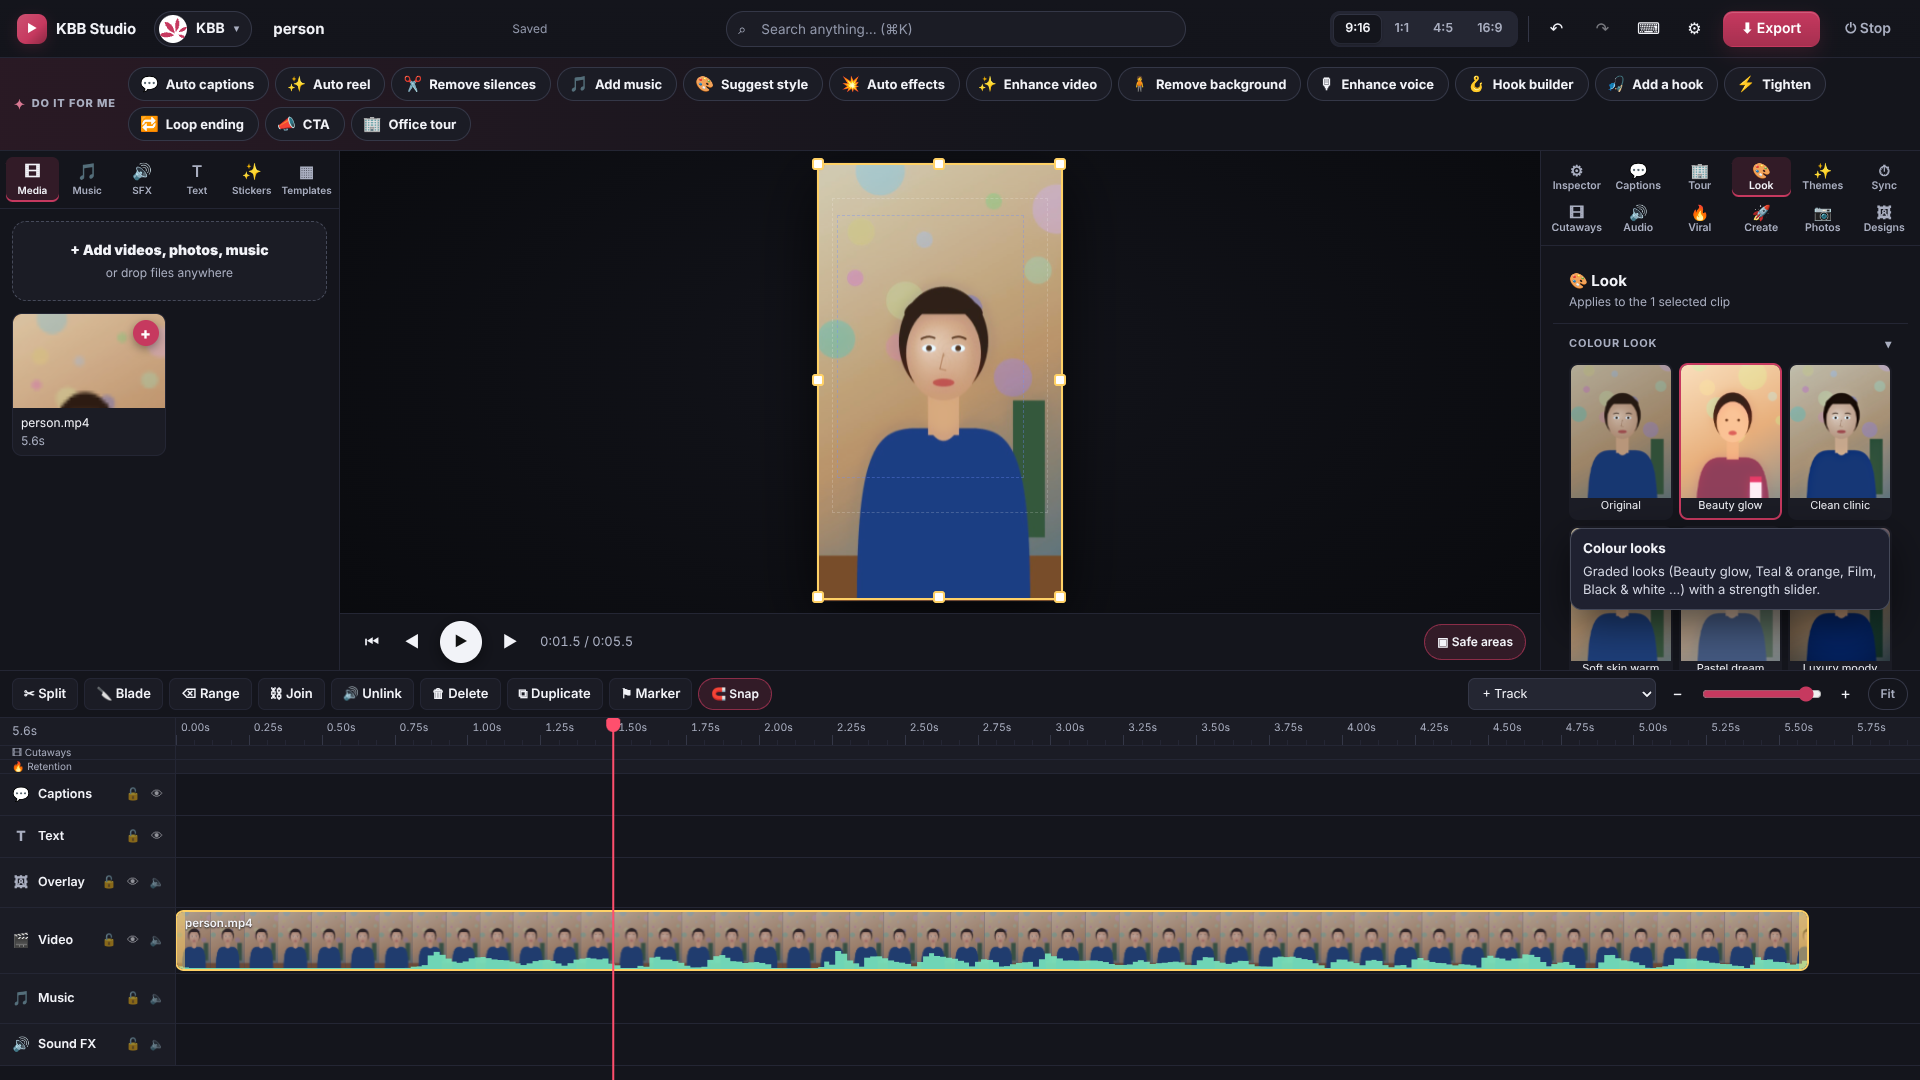 KBB Studio
KBB
person
Saved
Search anything... (⌘K)
9:16
1:1
4:5
16:9
Export
Stop
DO IT FOR ME
Auto captions
Auto reel
Remove silences
Add music
Suggest style
Auto effects
Enhance video
Remove background
Enhance voice
Hook builder
Add a hook
Tighten
Loop ending
CTA
Office tour
Media
Music
SFX
T
Text
Stickers
Templates
+ Add videos, photos, music
or drop files anywhere
person.mp4
5.6s
0:01.5 / 0:05.5
Safe areas
Inspector
Captions
Tour
Look
Themes
Sync
Cutaways
Audio
Viral
Create
Photos
Designs
Look
Applies to the 1 selected clip
COLOUR LOOK
Original
Beauty glow
Clean clinic
Colour looks
Graded looks (Beauty glow, Teal & orange, Film,
Black & white ...) with a strength slider.
Soft skin warm
Pastel dream
Luxury moody
Split
Blade
Range
Join
Unlink
Delete
Duplicate
Marker
Snap
+ Track
Fit
5.6s
0.00s
0.25s
0.50s
0.75s
1.00s
1.25s
1.50s
1.75s
2.00s
2.25s
2.50s
2.75s
3.00s
3.25s
3.50s
3.75s
4.00s
4.25s
4.50s
4.75s
5.00s
5.25s
5.50s
5.75s
Cutaways
Retention
Captions
T Text
Overlay
Video
person.mp4
Music
Sound FX